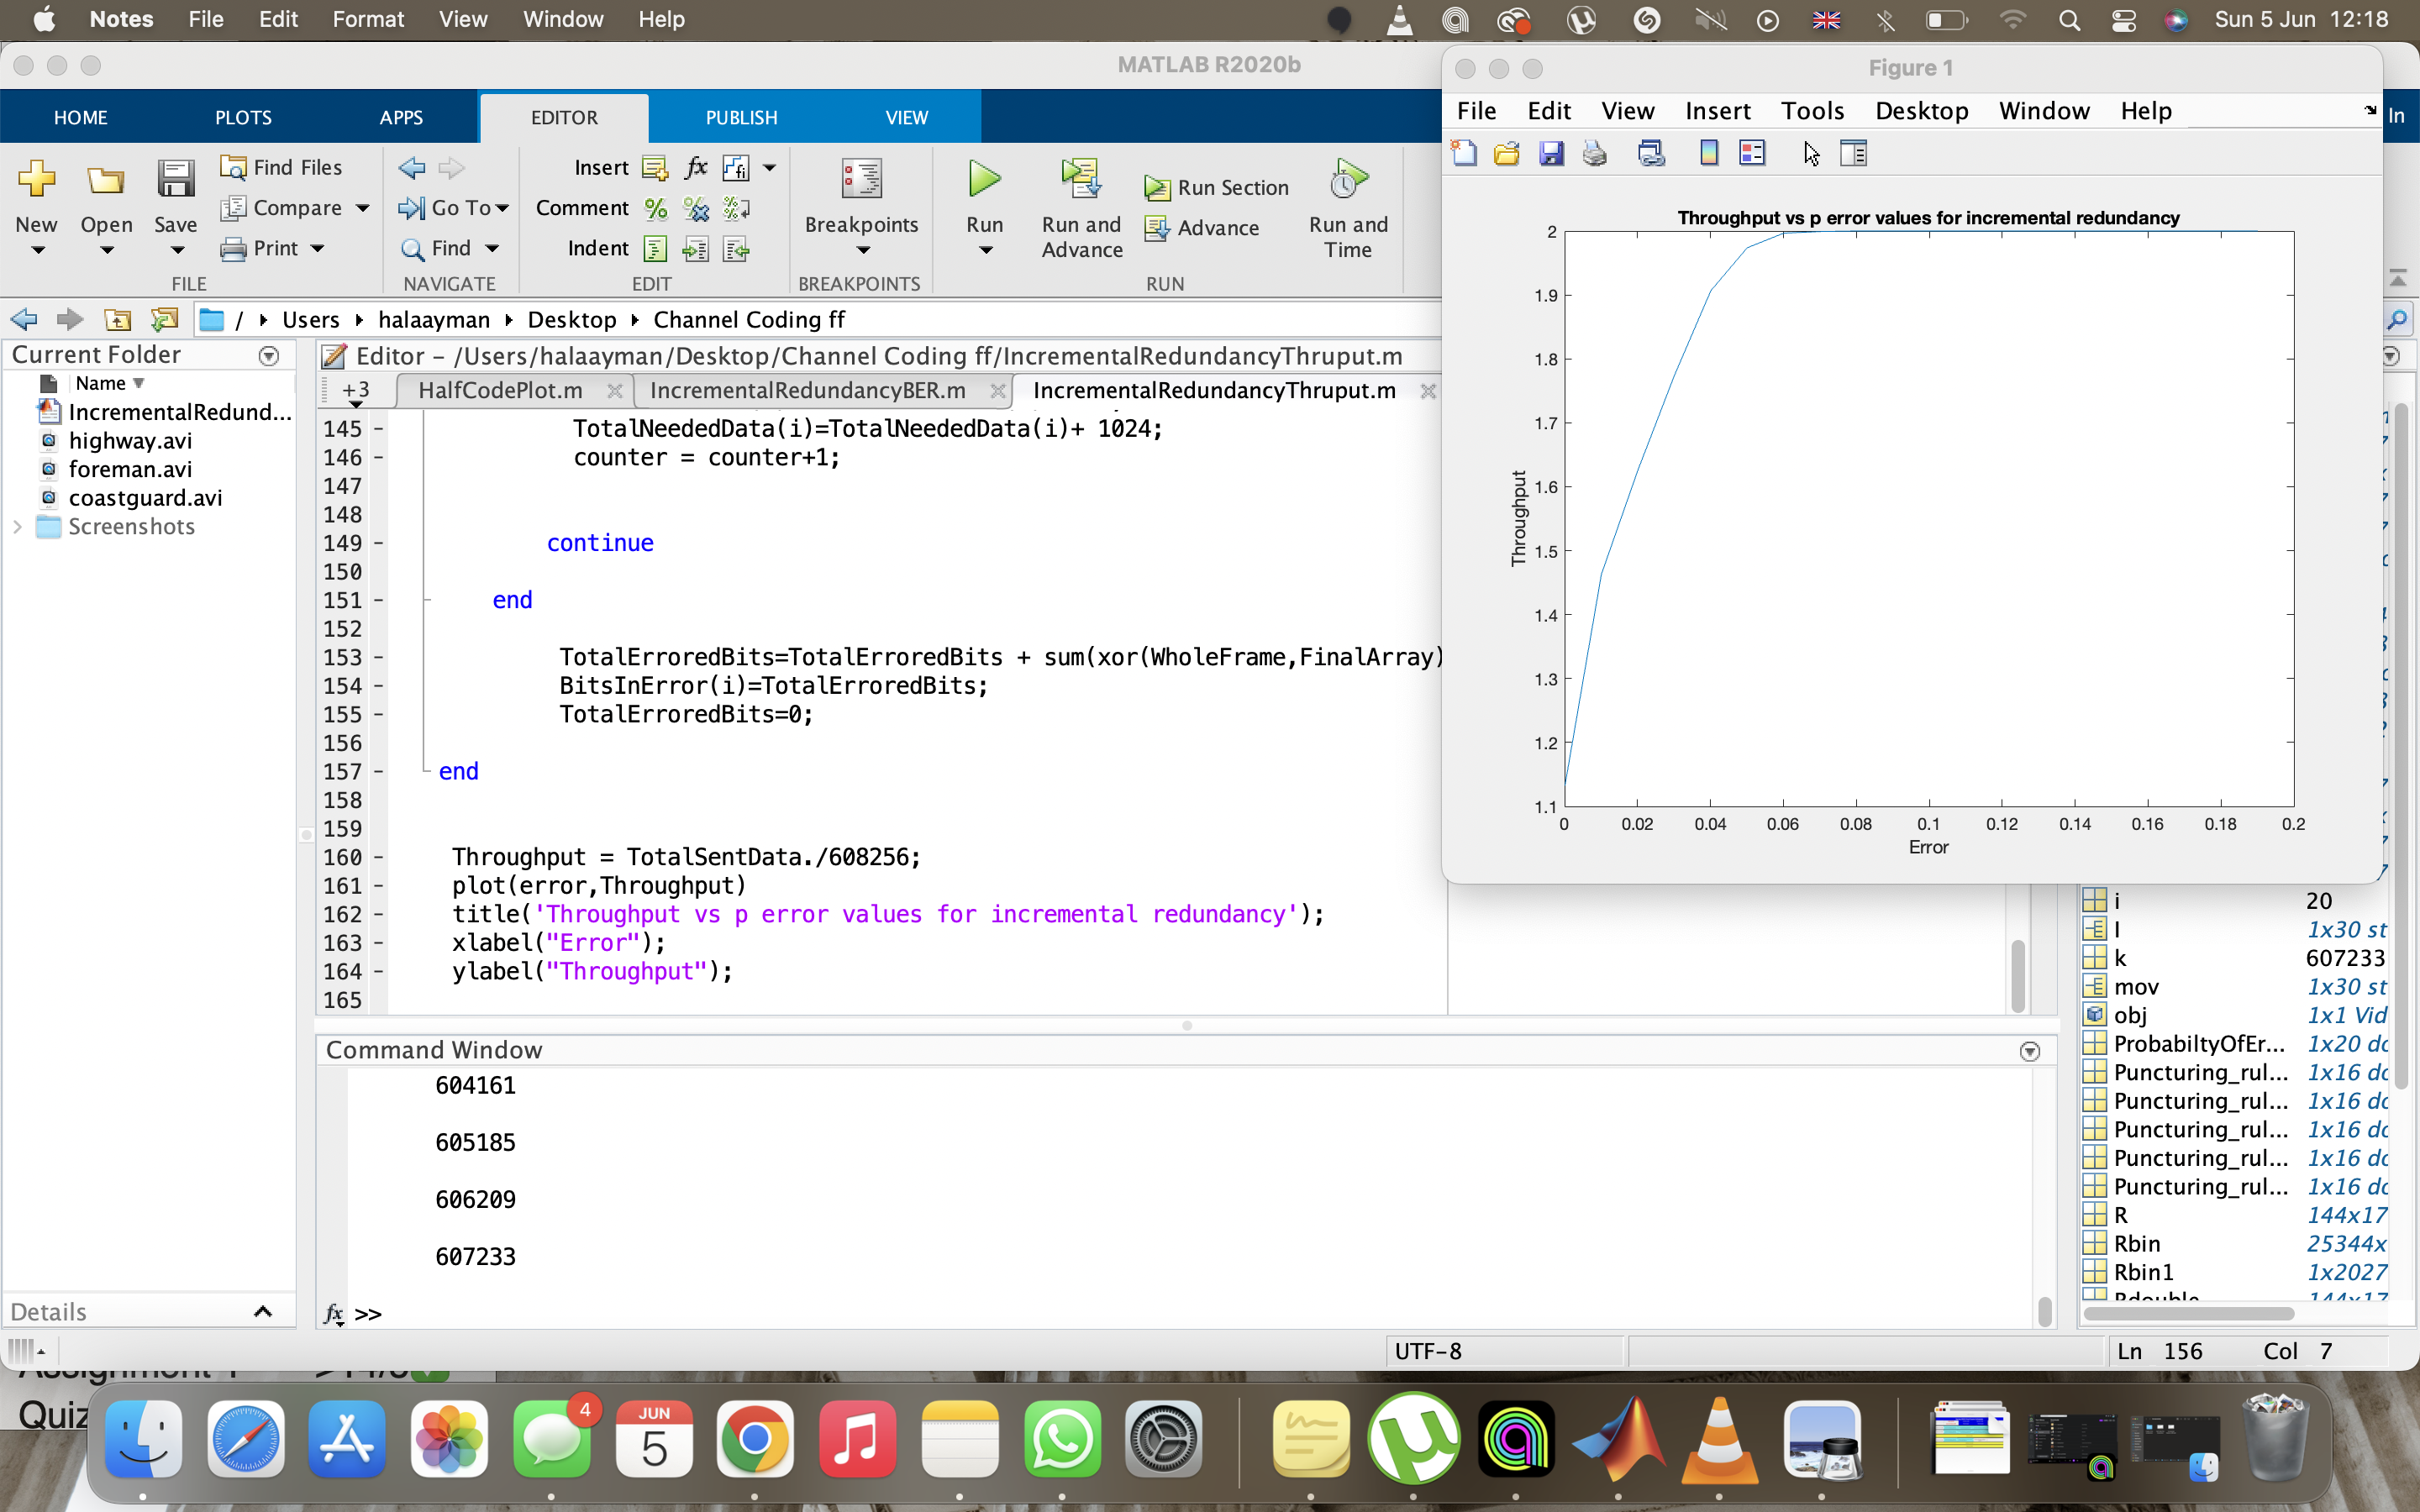 Notes File Edit Format View Window Help
Sun 5 Jun 12:18
MATLAB R2020b
HOME PLOTS APPS EDITOR PUBLISH VIEW
In
New
Open
Save
Find Files
Compare
Print
FILE
Go To
Find
NAVIGATE
Insert
fx
Comment
Indent
EDIT
Breakpoints
BREAKPOINTS
Run
Run and
Advance
Run Section
Advance
Run and
Time
RUN
/ Users halaayman Desktop Channel Coding ff
Current Folder
Name
IncrementalRedund...
highway.avi
foreman.avi
coastguard.avi
Screenshots
Details
Editor – /Users/halaayman/Desktop/Channel Coding ff/IncrementalRedundancyThruput.m
+3 HalfCodePlot.m IncrementalRedundancyBER.m IncrementalRedundancyThruput.m
145 – TotalNeededData(i)=TotalNeededData(i)+ 1024;
146 – counter = counter+1;
147
148
149 – continue
150
151 – end
152
153 – TotalErroredBits=TotalErroredBits + sum(xor(WholeFrame,FinalArray)
154 – BitsInError(i)=TotalErroredBits;
155 – TotalErroredBits=0;
156
157 – end
158
159
160 – Throughput = TotalSentData./608256;
161 – plot(error,Throughput)
162 – title('Throughput vs p error values for incremental redundancy');
163 – xlabel("Error");
164 – ylabel("Throughput");
165
Command Window
604161
605185
606209
607233
fx >>
Figure 1
File Edit View Insert Tools Desktop Window Help
Throughput vs p error values for incremental redundancy
2
1.9
1.8
1.7
1.6
1.5
1.4
1.3
1.2
1.1
Throughput
0 0.02 0.04 0.06 0.08 0.1 0.12 0.14 0.16 0.18 0.2
Error
i 20
I 1x30 st
k 607233
mov 1x30 st
obj 1x1 Vid
ProbabiltyOfEr... 1x20 do
Puncturing_rul... 1x16 do
Puncturing_rul... 1x16 do
Puncturing_rul... 1x16 do
Puncturing_rul... 1x16 do
Puncturing_rul... 1x16 do
R 144x17
Rbin 25344x
Rbin1 1x2027
Rdouble 144x17
UTF-8
Ln 156 Col 7
Quiz
4
JUN
5